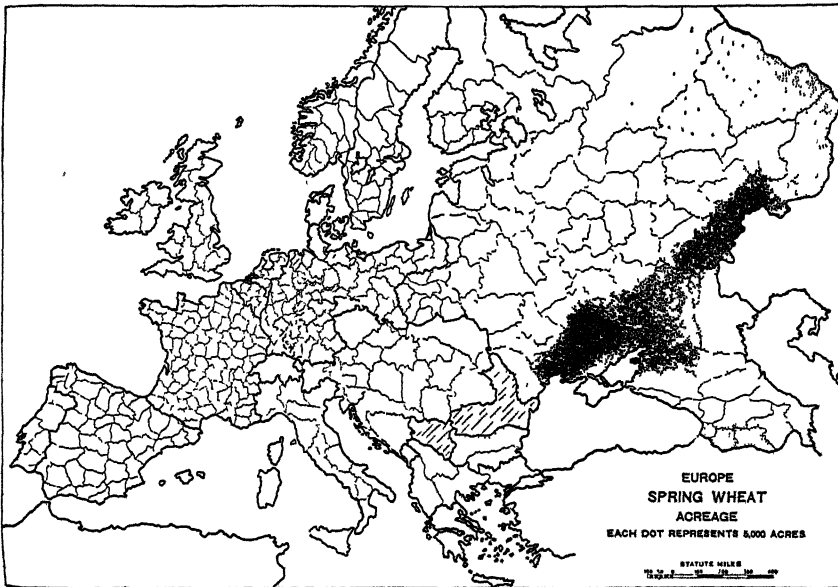 EUROPE
SPRING WHEAT
ACREAGE
EACH DOT REPRESENTS 5,000 ACRES
STATUTE MILES